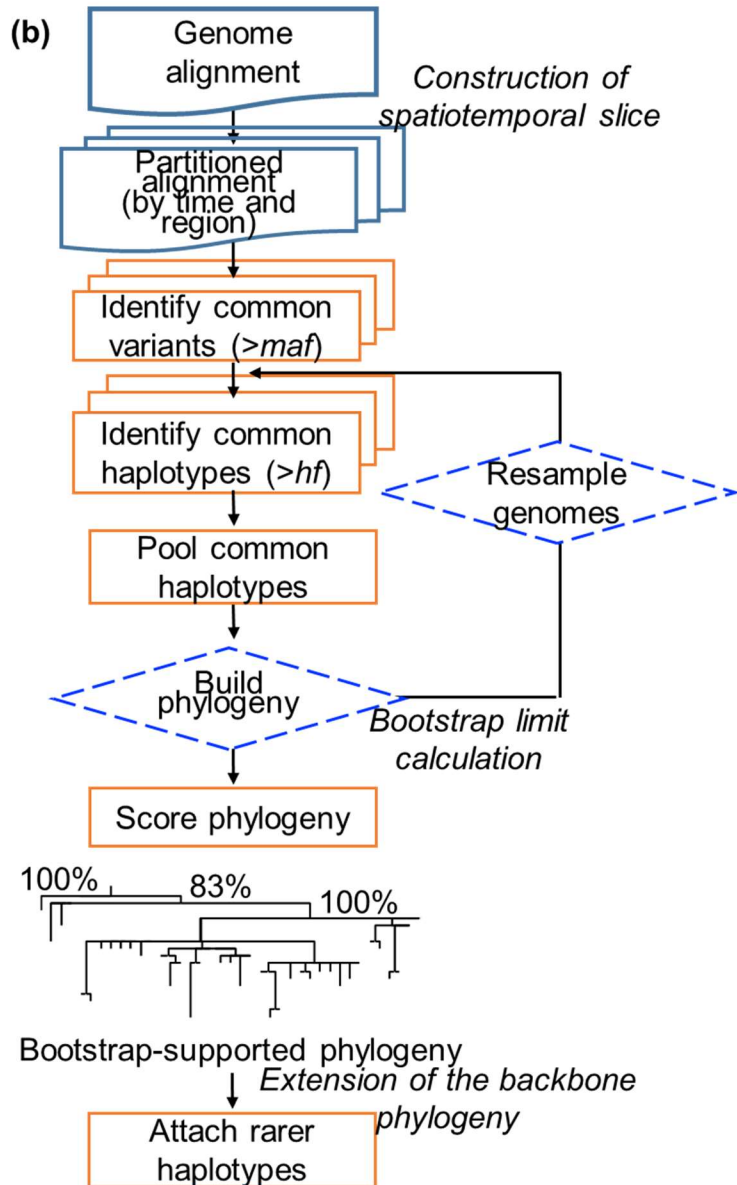 (b)
Genome
alignment
Construction of
spatiotemporal slice
Partitioned
alignment
(by time and
region)
Identify common
variants (>maf)
Identify common
haplotypes (>hf)
Resample
genomes
Pool common
haplotypes
Build
phylogeny
Bootstrap limit
calculation
Score phylogeny
100%
83%
100%
Bootstrap-supported phylogeny
Extension of the backbone
phylogeny
Attach rarer
haplotypes